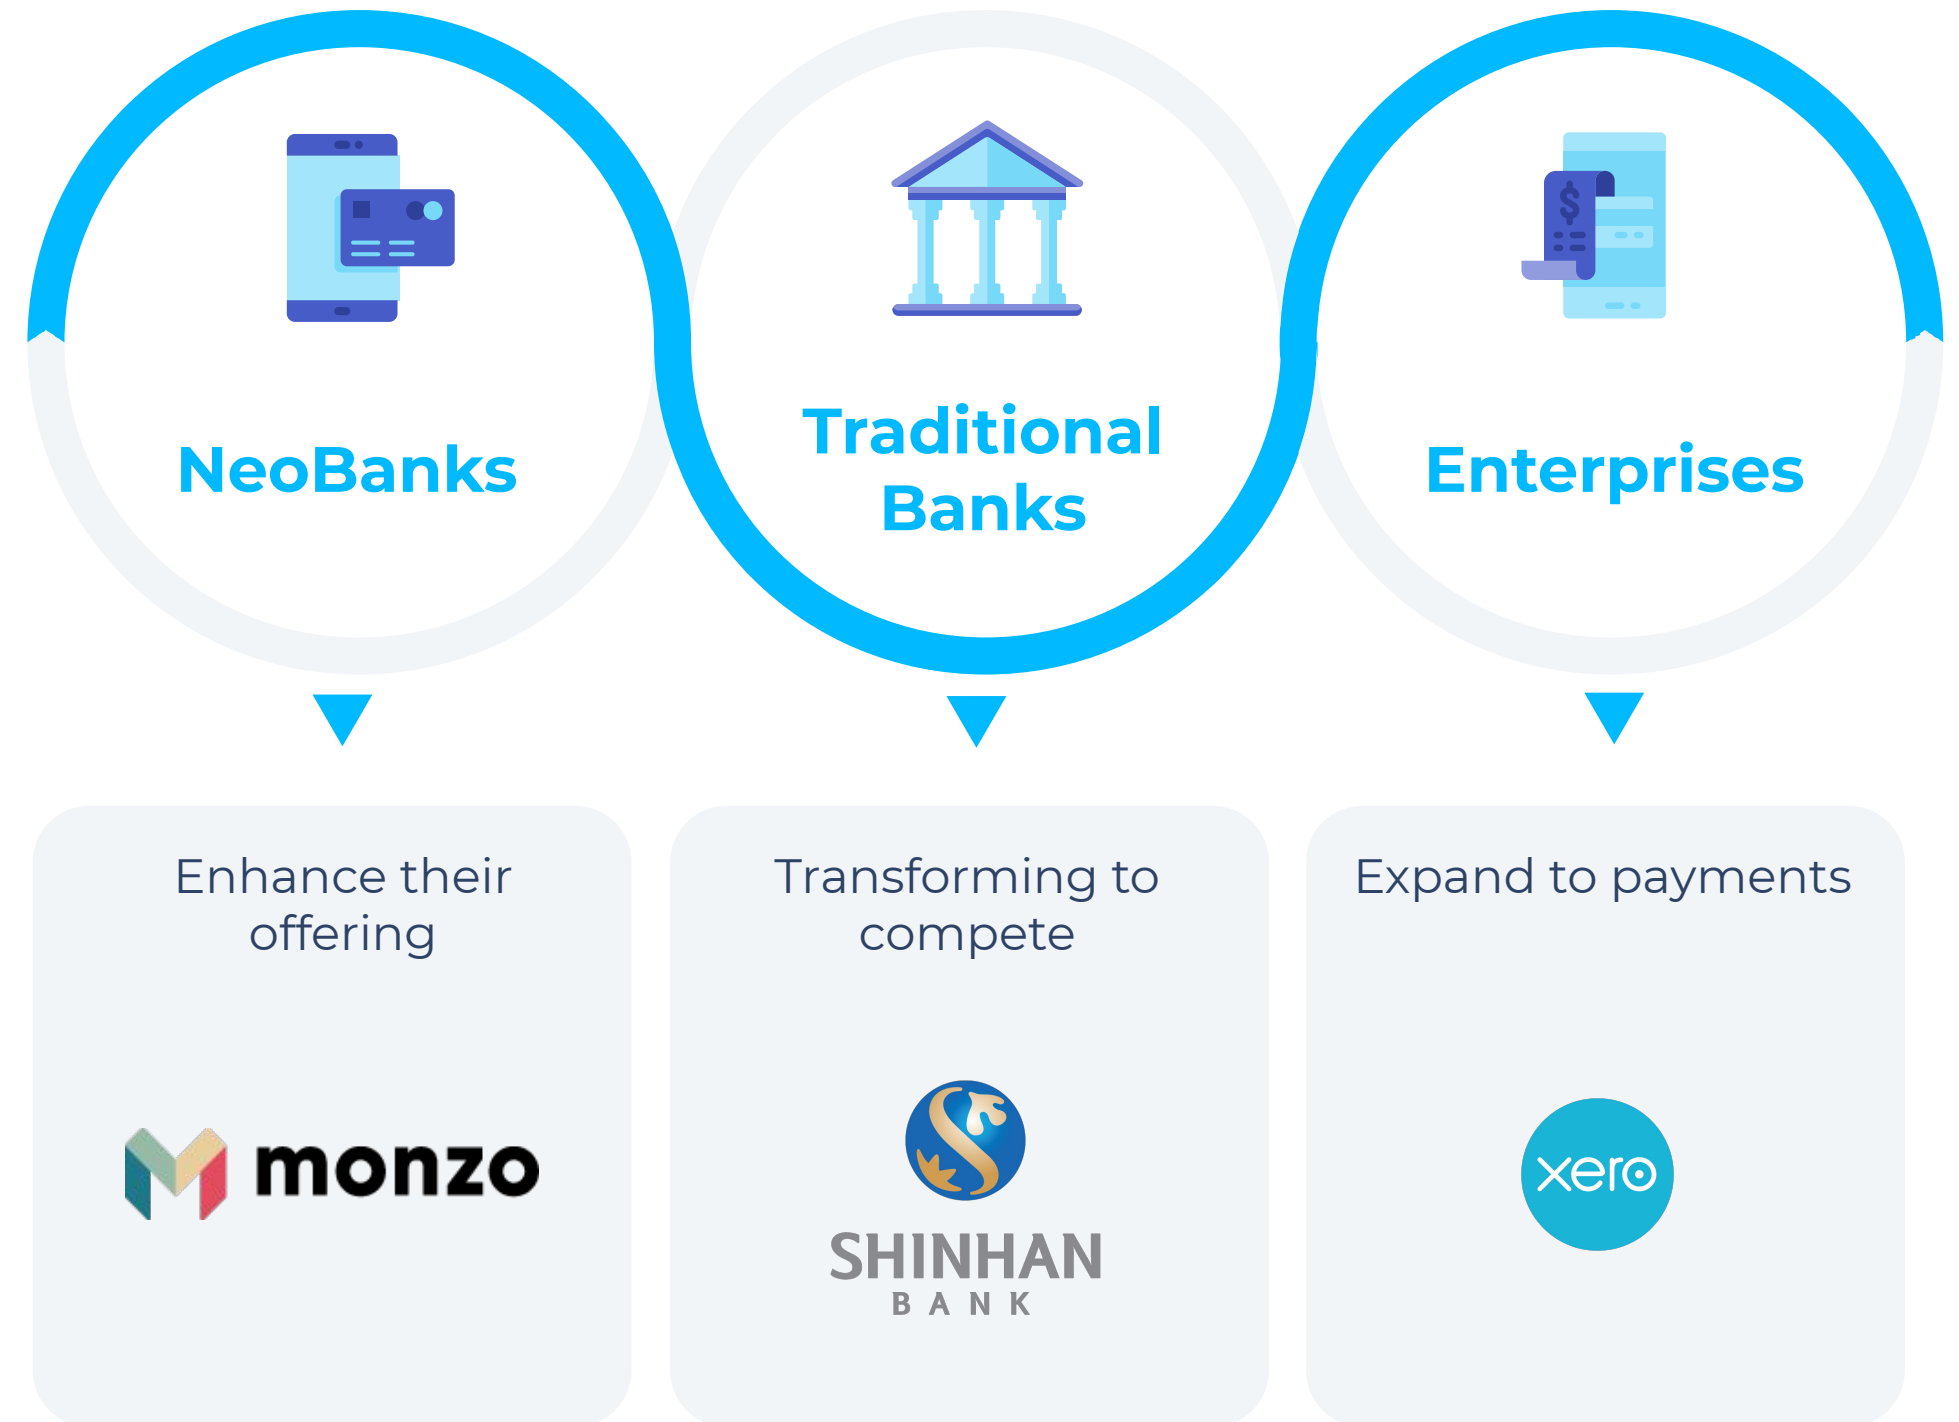 NeoBanks
Traditional
Banks
Enterprises
$
Enhance their
offering
monzo
Transforming to
compete
SHINHAN
BANK
Expand to payments
xero